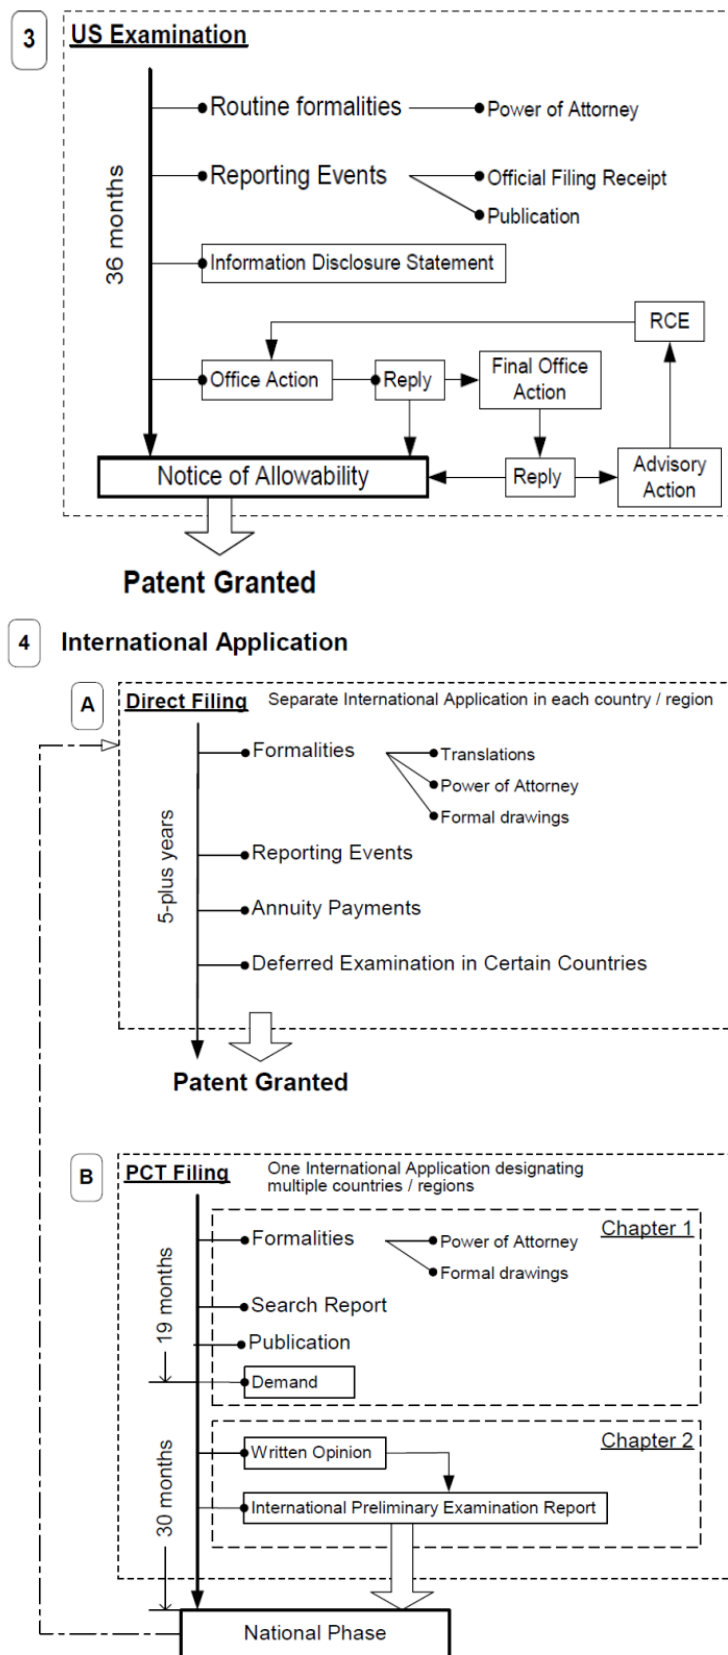 3
US Examination
Routine formalities
Power of Attorney
Reporting Events
Official Filing Receipt
Publication
36 months
Information Disclosure Statement
RCE
Office Action
Reply
Final Office
Action
Notice of Allowability
Reply
Advisory
Action
Patent Granted
4
International Application
A
Direct Filing
Separate International Application in each country / region
Formalities
Translations
Power of Attorney
Formal drawings
5-plus years
Reporting Events
Annuity Payments
Deferred Examination in Certain Countries
Patent Granted
B
PCT Filing
One International Application designating
multiple countries / regions
Chapter 1
Formalities
Power of Attorney
Formal drawings
19 months
Search Report
Publication
Demand
Chapter 2
30 months
Written Opinion
International Preliminary Examination Report
National Phase